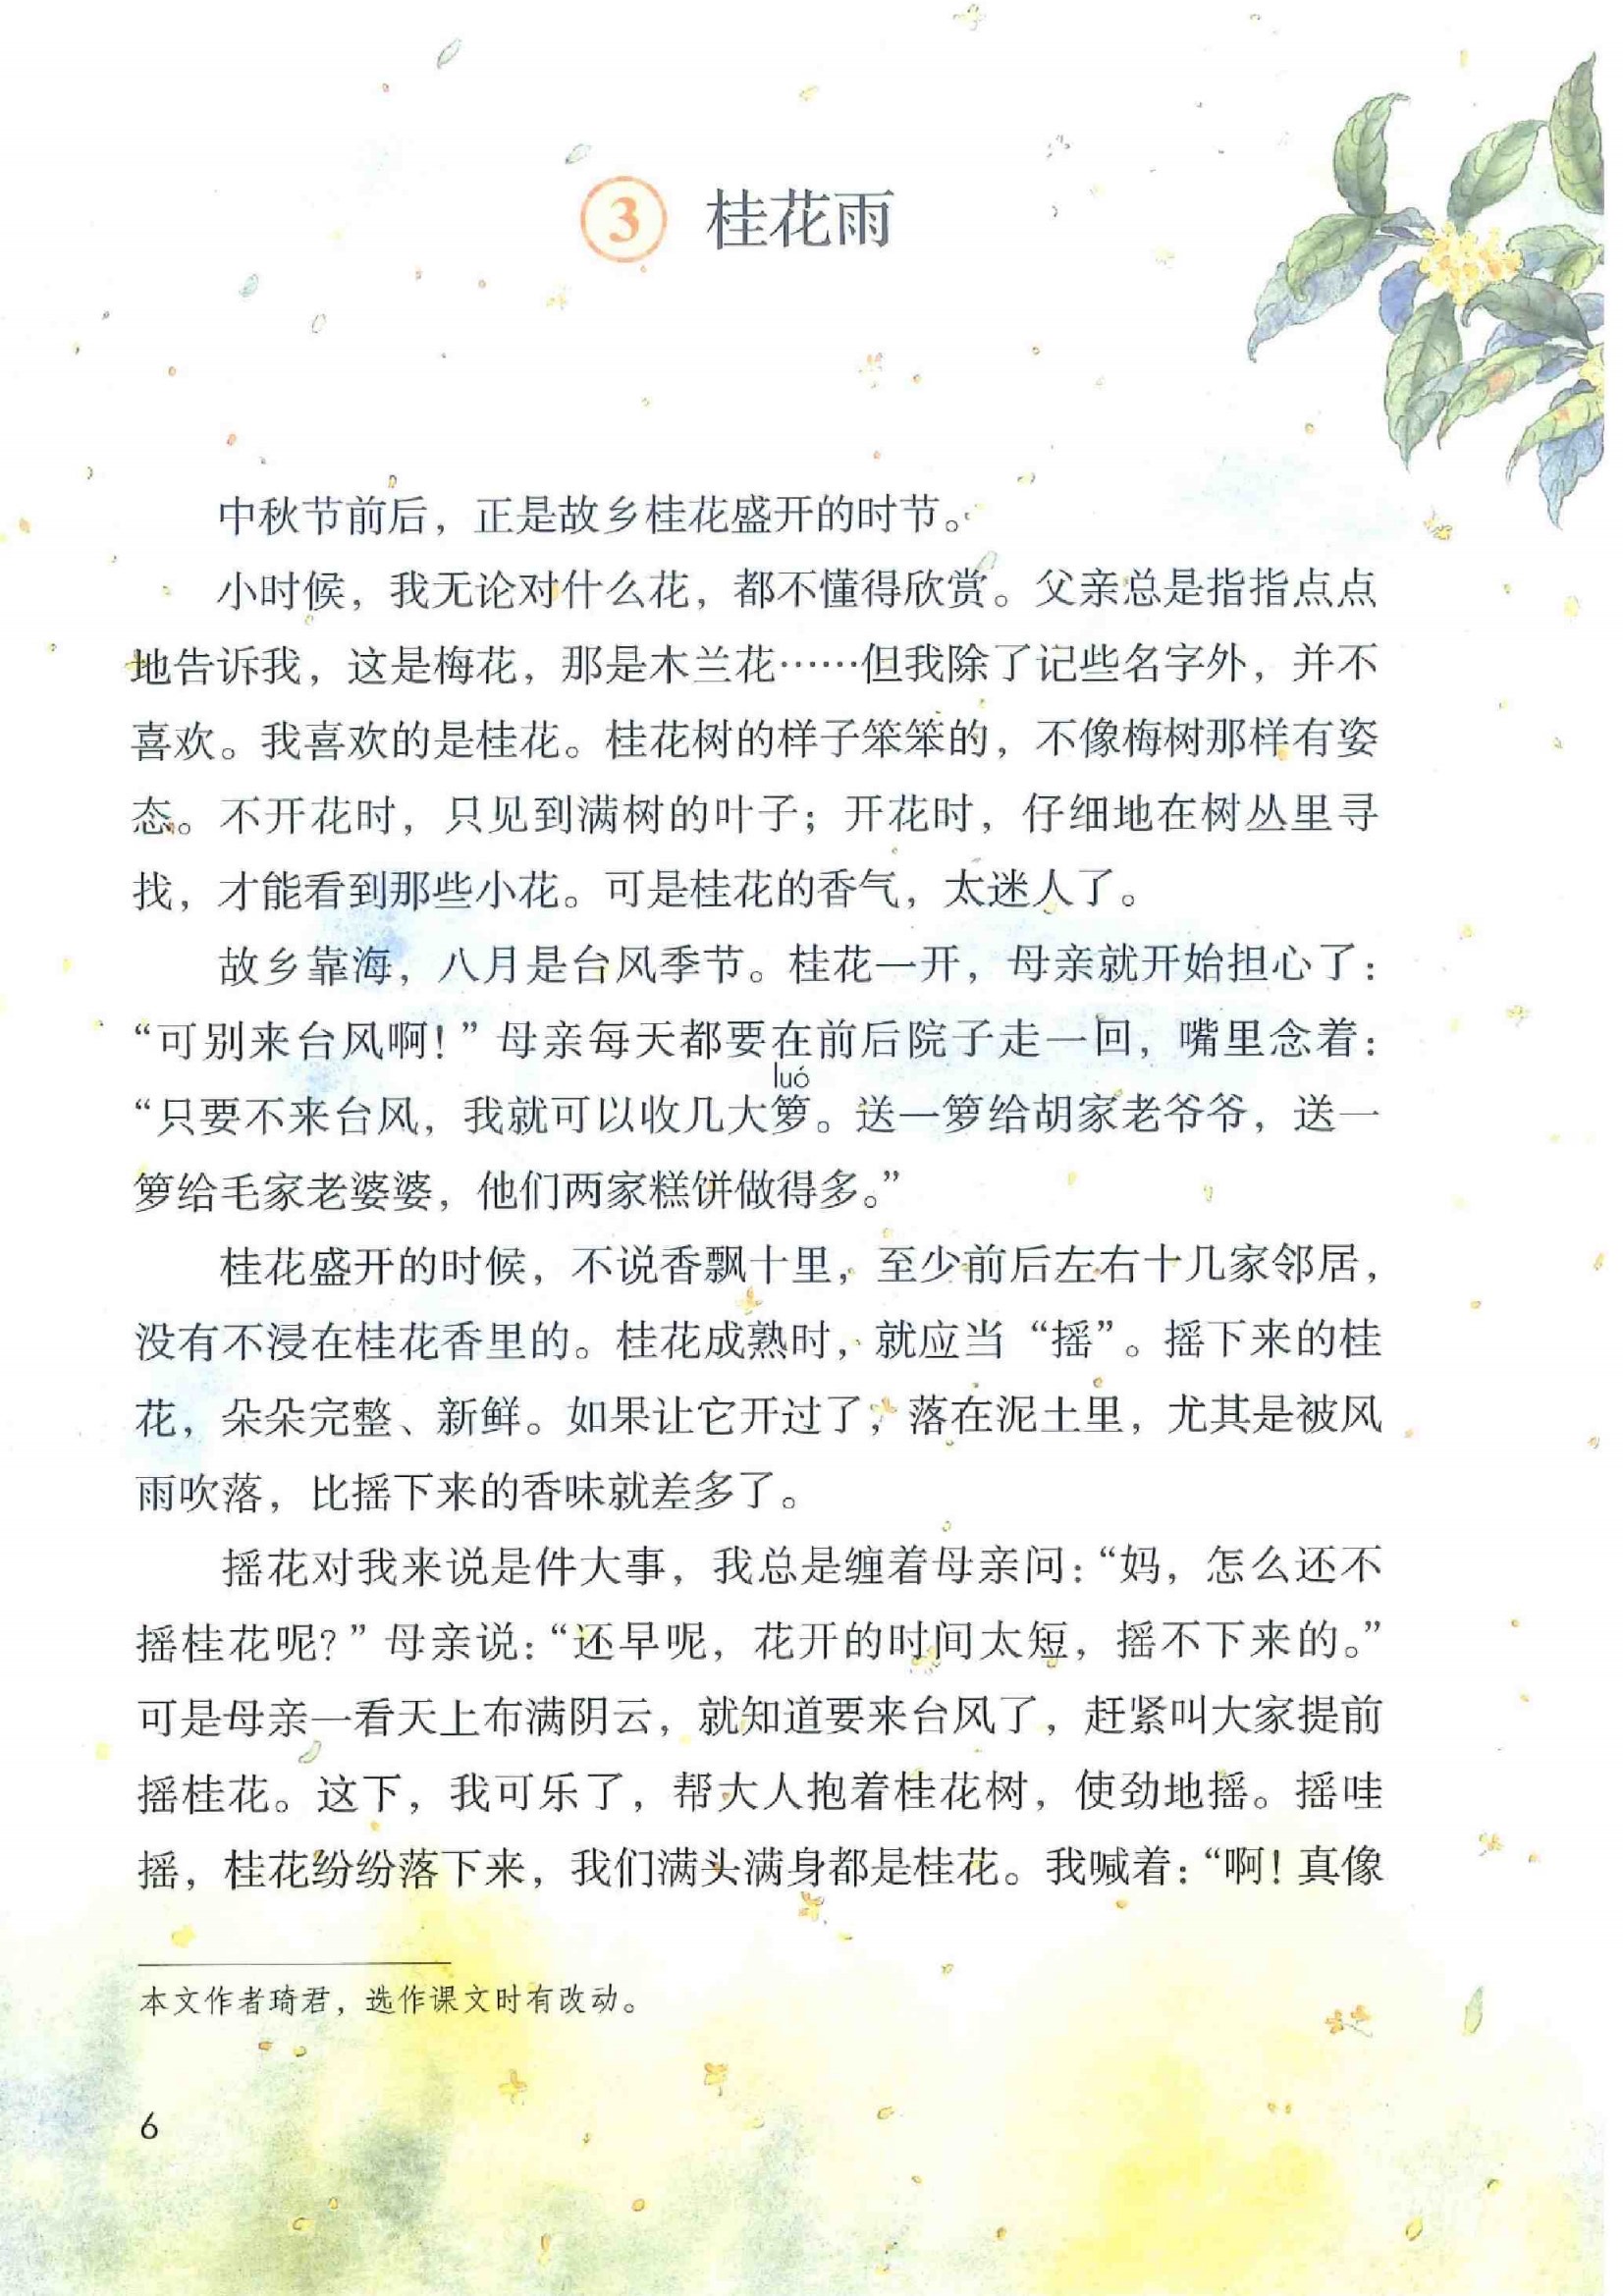 3 桂花雨
中秋节前后，正是故乡桂花盛开的时节。
小时候，我无论对什么花，都不懂得欣赏。父亲总是指指点点
地告诉我，这是梅花，那是木兰花……但我除了记些名字外，并不
喜欢。我喜欢的是桂花。桂花树的样子笨笨的，不像梅树那样有姿
态。不开花时，只见到满树的叶子；开花时，仔细地在树丛里寻
找，才能看到那些小花。可是桂花的香气，太迷人了。
故乡靠海，八月是台风季节。桂花一开，母亲就开始担心了：
“可别来台风啊！”母亲每天都要在前后院子走一回，嘴里念着：
luó
“只要不来台风，我就可以收几大箩。送一箩给胡家老爷爷，送一
箩给毛家老婆婆，他们两家糕饼做得多。”
桂花盛开的时候，不说香飘十里，至少前后左右十几家邻居，
没有不浸在桂花香里的。桂花成熟时，就应当“摇”。摇下来的桂
花，朵朵完整、新鲜。如果让它开过了，落在泥土里，尤其是被风
雨吹落，比摇下来的香味就差多了。
摇花对我来说是件大事，我总是缠着母亲问：“妈，怎么还不
摇桂花呢？”母亲说：“还早呢，花开的时间太短，摇不下来的。”
可是母亲一看天上布满阴云，就知道要来台风了，赶紧叫大家提前
摇桂花。这下，我可乐了，帮大人抱着桂花树，使劲地摇。摇哇
摇，桂花纷纷落下来，我们满头满身都是桂花。我喊着：“啊！真像
本文作者琦君，选作课文时有改动。
6